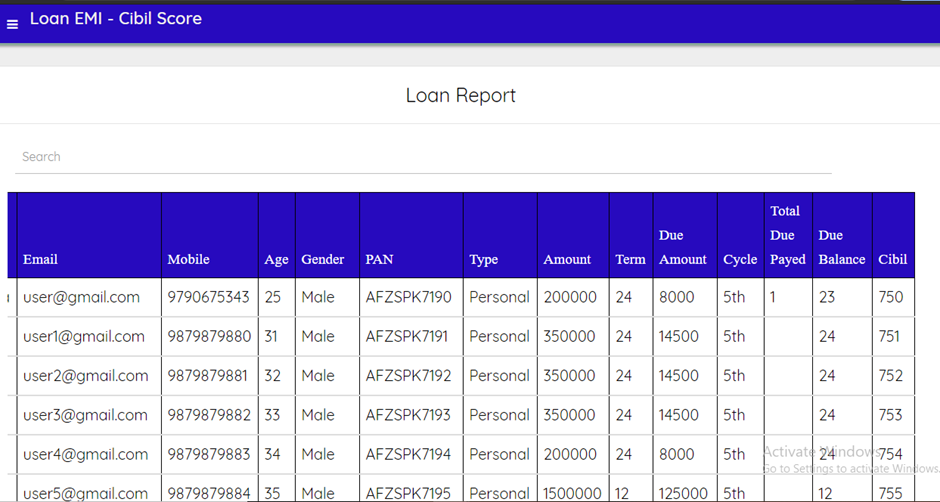 Loan EMI - Cibil Score
Loan Report
Search
Email Mobile Age Gender PAN Type Amount Term Due Amount Cycle Total Due Payed Due Balance Cibil
user@gmail.com 9790675343 25 Male AFZSPK7190 Personal 200000 24 8000 5th 1 23 750
user1@gmail.com 9879879880 31 Male AFZSPK7191 Personal 350000 24 14500 5th 24 751
user2@gmail.com 9879879881 32 Male AFZSPK7192 Personal 350000 24 14500 5th 24 752
user3@gmail.com 9879879882 33 Male AFZSPK7193 Personal 350000 24 14500 5th 24 753
user4@gmail.com 9879879883 34 Male AFZSPK7194 Personal 200000 24 8000 5th 24 754
user5@gmail.com 9879879884 35 Male AFZSPK7195 Personal 1500000 12 125000 5th 12 755
Activate Windows
Go to Settings to activate Windows.